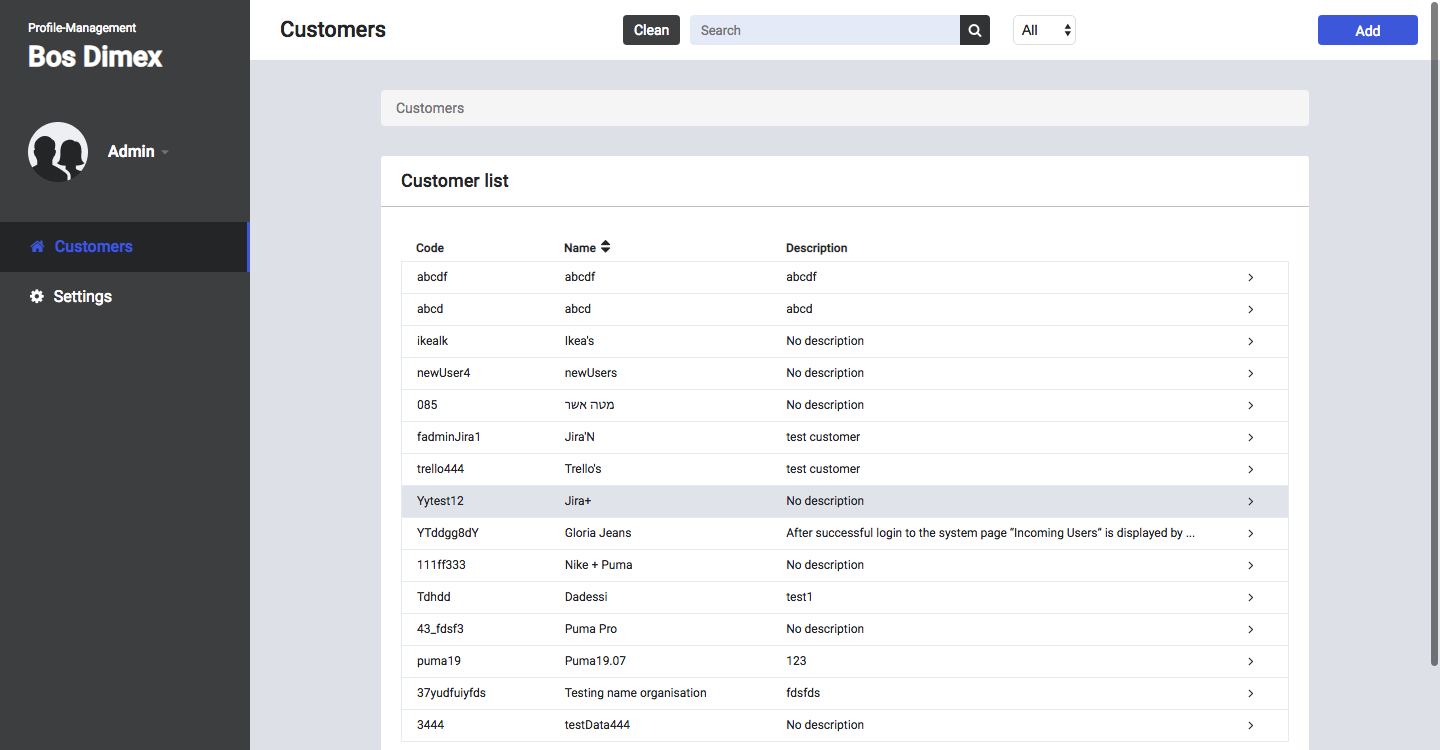 Profile-Management
Bos Dimex
Admin
Customers
Settings
Customers Clean Search All Add
Customers
Customer list
Code Name Description
abcdf abcdf abcdf
abcd abcd abcd
ikealk Ikea's No description
newUser4 newUsers No description
085 מטה אשר No description
fadminJira1 Jira'N test customer
trello444 Trello's test customer
Yytest12 Jira+ No description
YTddgg8dY Gloria Jeans After successful login to the system page “Incoming Users” is displayed by ...
111ff333 Nike + Puma No description
Tdhdd Dadessi test1
43_fdsf3 Puma Pro No description
puma19 Puma19.07 123
37yudfuiyfds Testing name organisation fdsfds
3444 testData444 No description